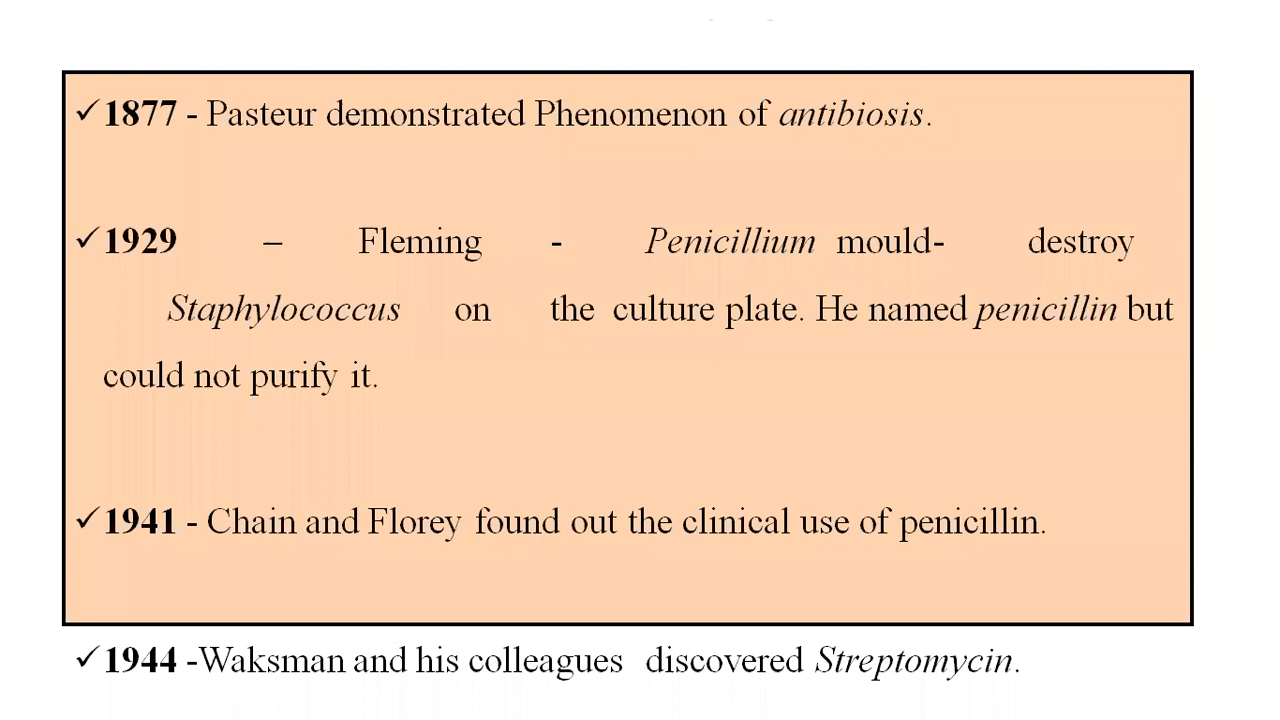 ✓1877 - Pasteur demonstrated Phenomenon of antibiosis.
✓1929 – Fleming - Penicillium mould- destroy
Staphylococcus on the culture plate. He named penicillin but
could not purify it.
✓1941 - Chain and Florey found out the clinical use of penicillin.
✓1944 -Waksman and his colleagues discovered Streptomycin.